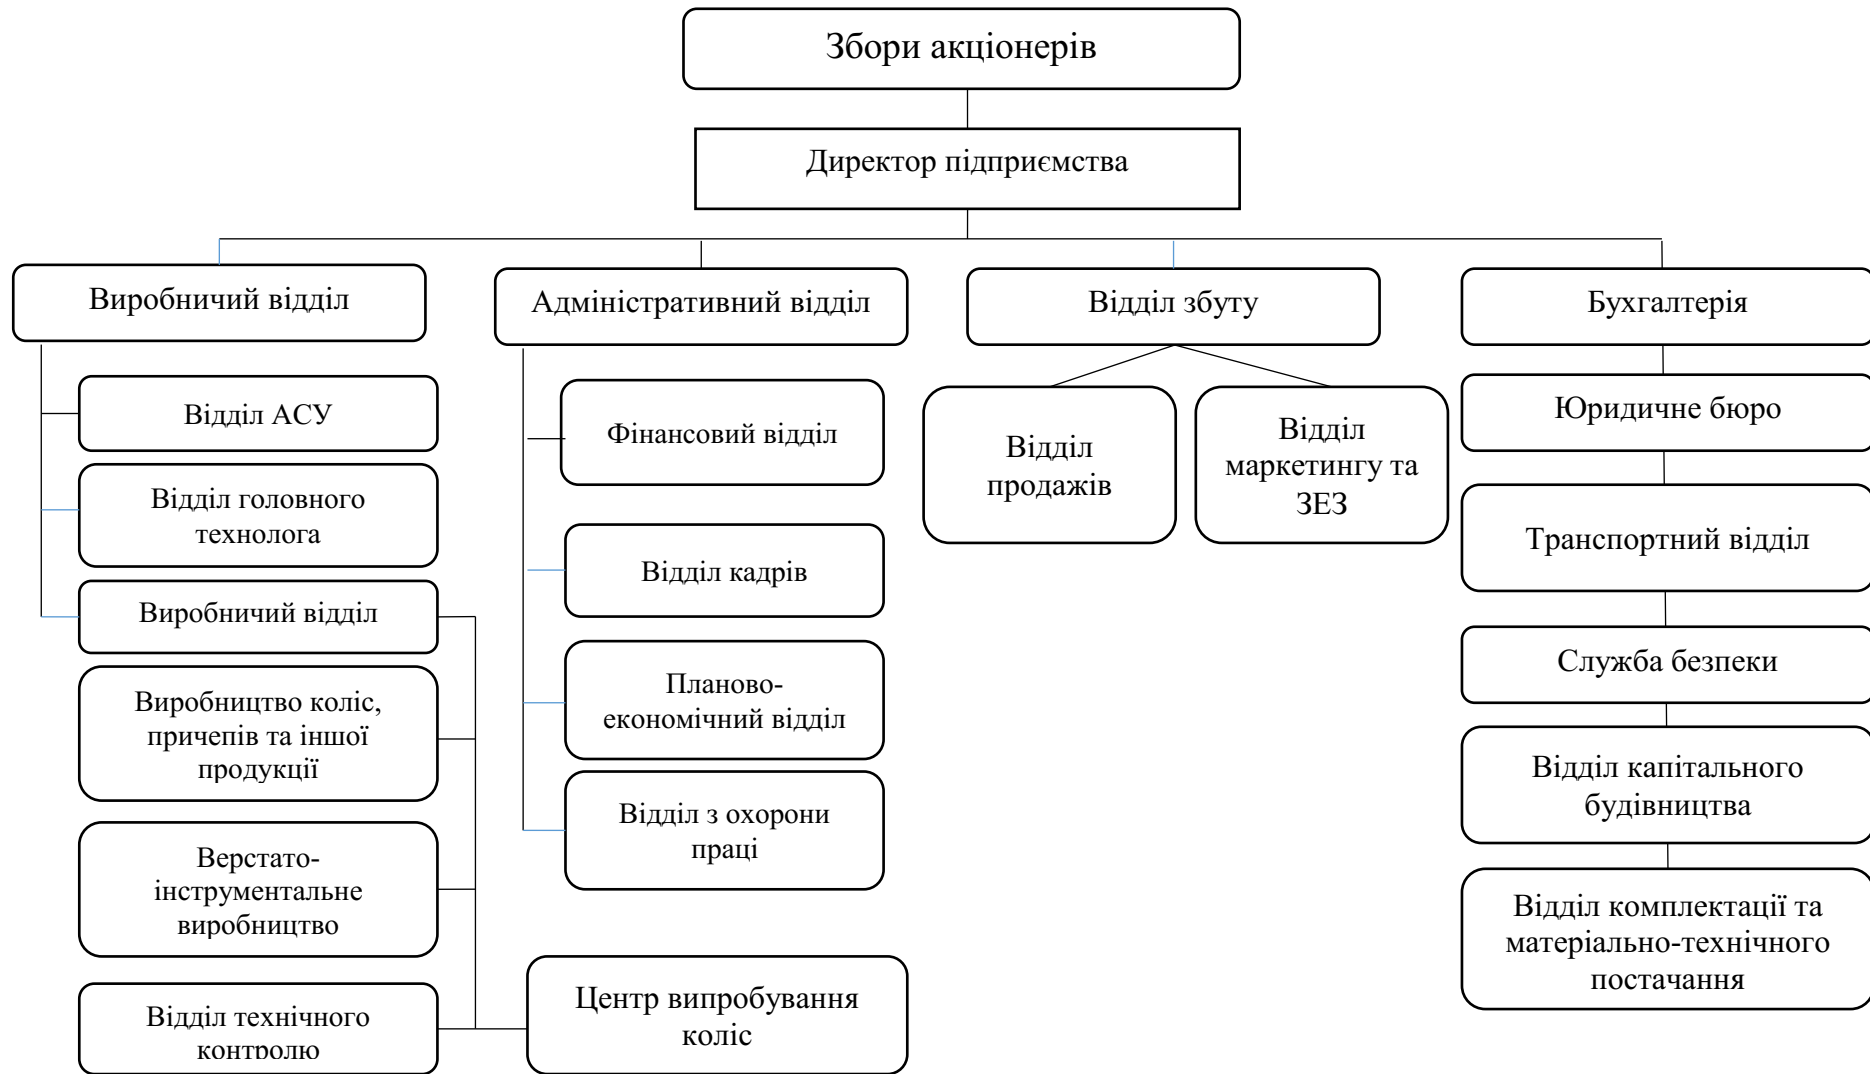 Збори акціонерів
Директор підприємства
Виробничий відділ
Адміністративний відділ
Відділ збуту
Бухгалтерія
Відділ АСУ
Відділ головного
технолога
Виробничий відділ
Виробництво коліс,
причепів та іншої
продукції
Верстато-
інструментальне
виробництво
Відділ технічного
контролю
Центр випробування
коліс
Фінансовий відділ
Відділ кадрів
Планово-
економічний відділ
Відділ з охорони
праці
Відділ
продажів
Відділ
маркетингу та
ЗЕЗ
Юридичне бюро
Транспортний відділ
Служба безпеки
Відділ капітального
будівництва
Відділ комплектації та
матеріально-технічного
постачання